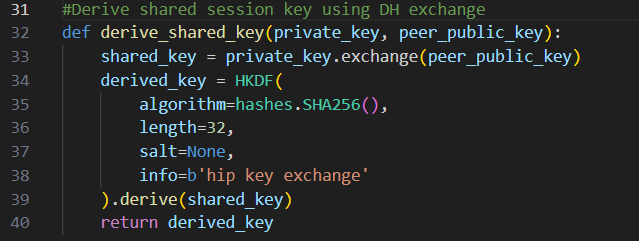 31 #Derive shared session key using DH exchange
32 def derive_shared_key(private_key, peer_public_key):
33     shared_key = private_key.exchange(peer_public_key)
34     derived_key = HKDF(
35         algorithm=hashes.SHA256(),
36         length=32,
37         salt=None,
38         info=b'hip key exchange'
39     ).derive(shared_key)
40     return derived_key